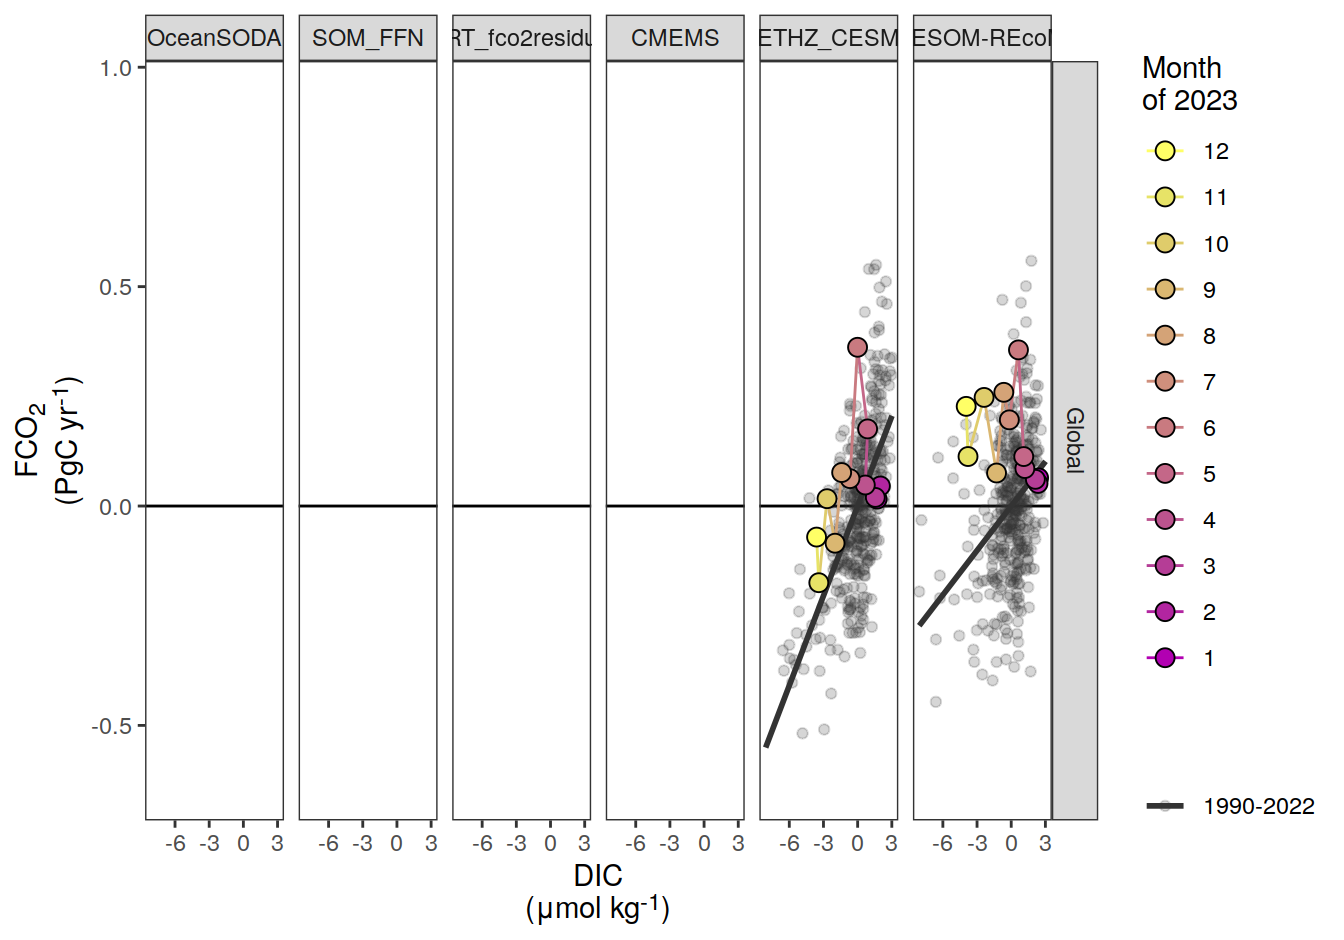 OceanSODA
SOM_FFN
RT_fco2residu
CMEMS
ETHZ_CESM
ESOM-REcoM
Global
FCO2
(PgC yr-1)
1.0
0.5
0.0
-0.5
-6 -3 0 3
-6 -3 0 3
-6 -3 0 3
-6 -3 0 3
-6 -3 0 3
-6 -3 0 3
DIC
(μmol kg-1)
Month
of 2023
12
11
10
9
8
7
6
5
4
3
2
1
1990-2022